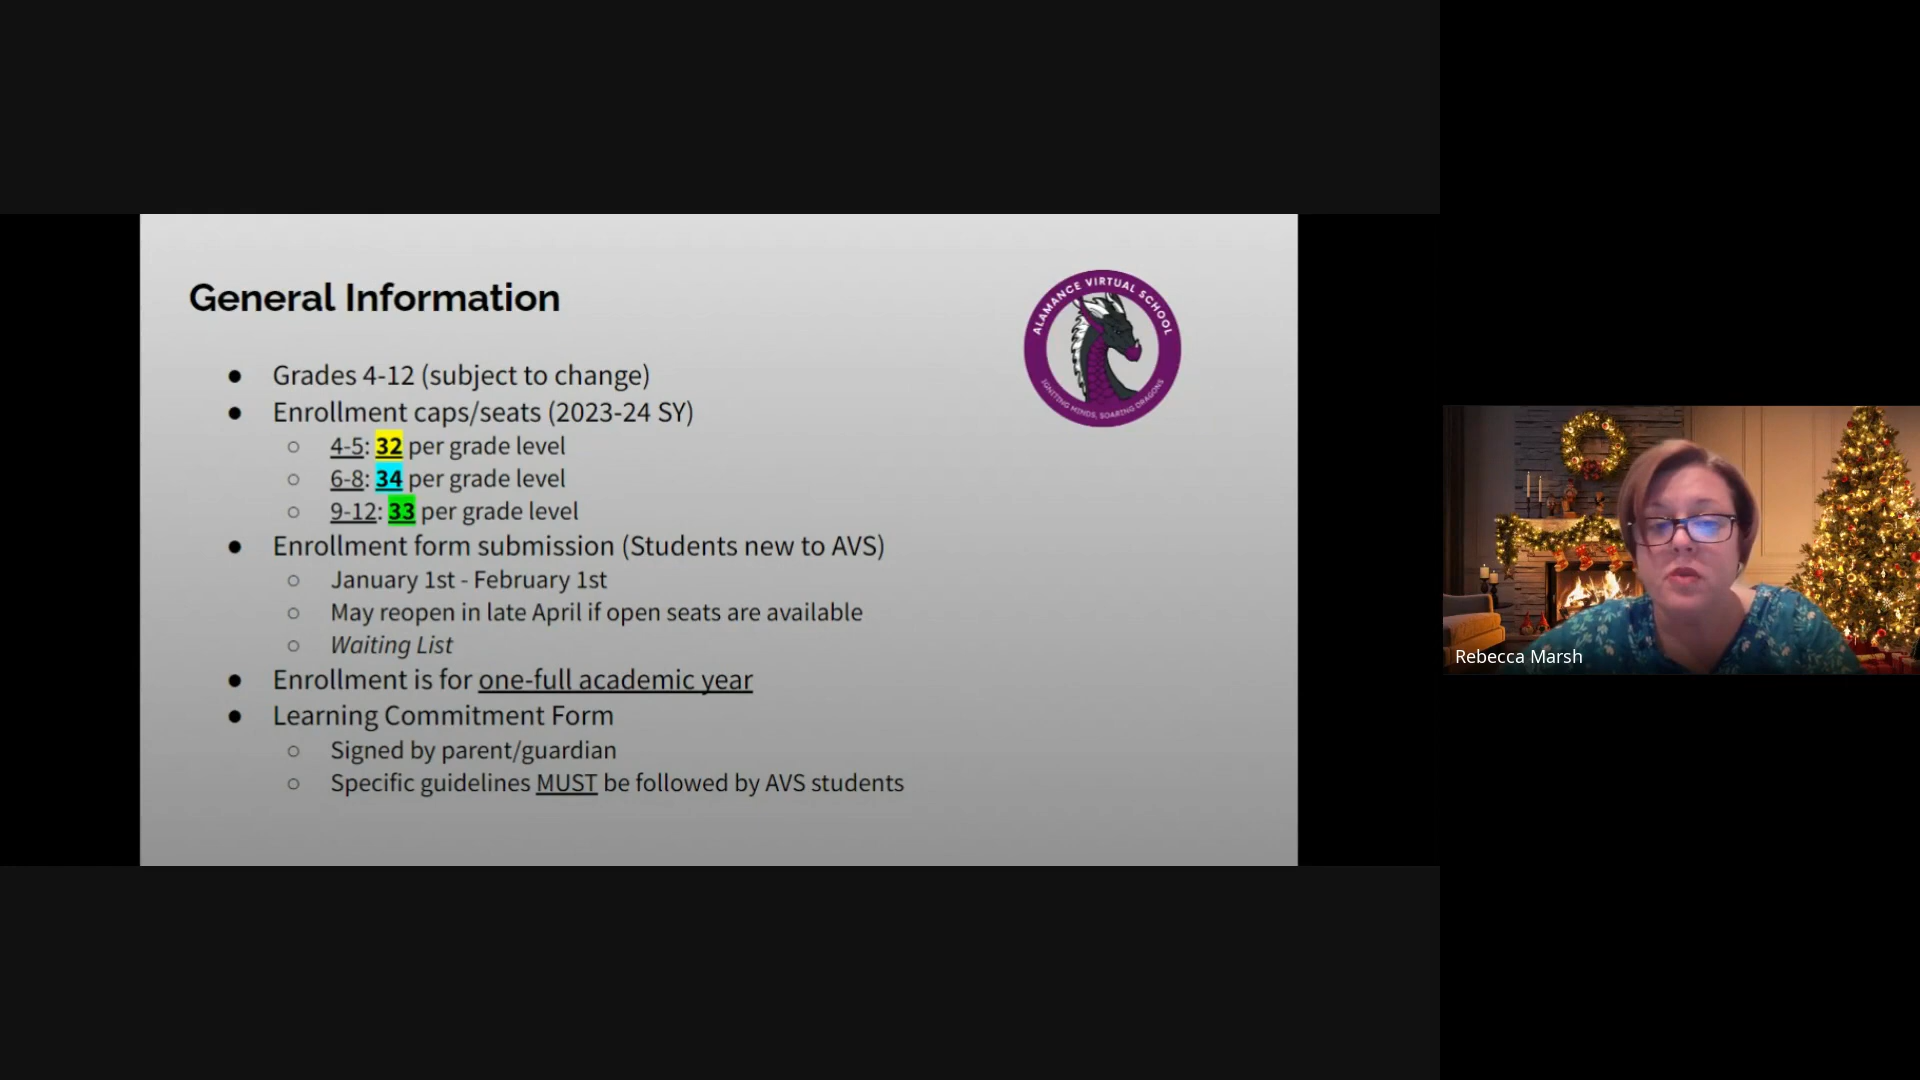 General Information
ALAMANCE VIRTUAL SCHOOL
IGNITING MINDS, SOARING DRAGONS
● Grades 4-12 (subject to change)
● Enrollment caps/seats (2023-24 SY)
○ 4-5: 32 per grade level
○ 6-8: 34 per grade level
○ 9-12: 33 per grade level
● Enrollment form submission (Students new to AVS)
○ January 1st - February 1st
○ May reopen in late April if open seats are available
○ Waiting List
● Enrollment is for one-full academic year
● Learning Commitment Form
○ Signed by parent/guardian
○ Specific guidelines MUST be followed by AVS students
Rebecca Marsh